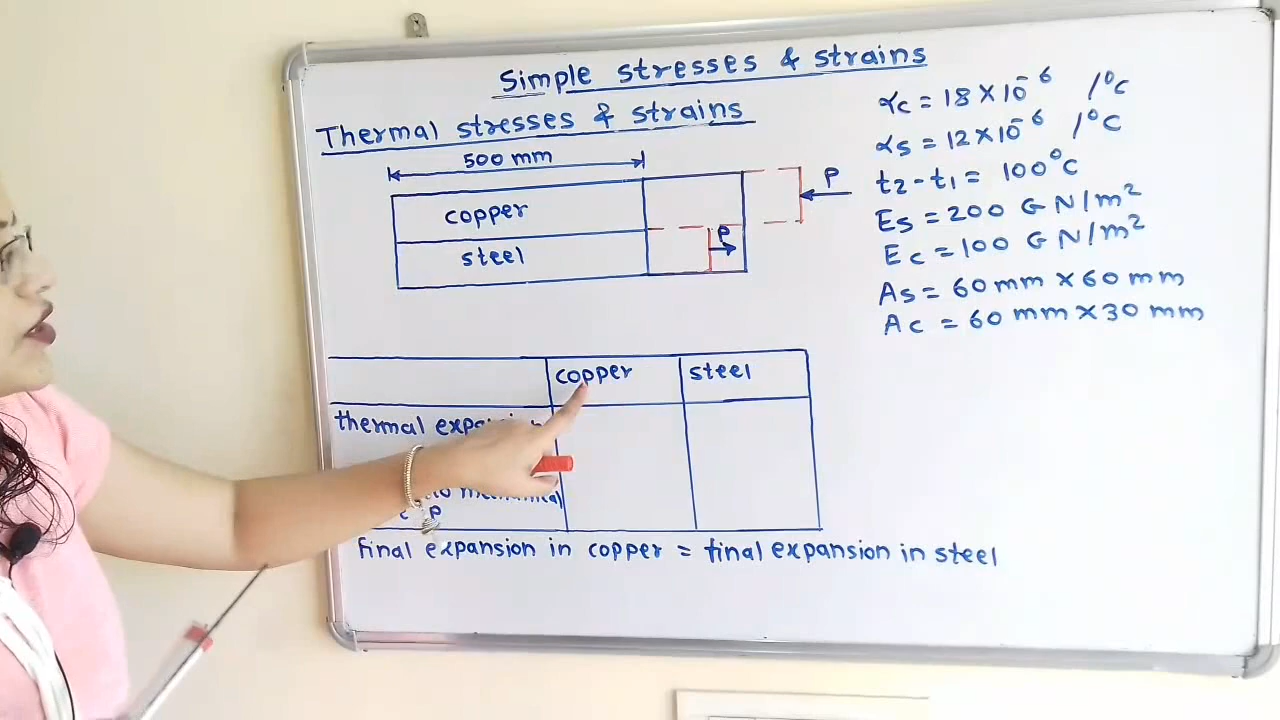 Simple stresses & strains
Thermal stresses & strains
500 mm
copper
steel
P
P
αc = 18 × 10⁻⁶ /°c
αs = 12 × 10⁻⁶ /°C
t2 - t1 = 100°C
Es = 200 GN/m²
Ec = 100 GN/m²
As = 60 mm × 60 mm
Ac = 60 mm × 30 mm
copper steel
thermal
P
final expansion in copper = final expansion in steel